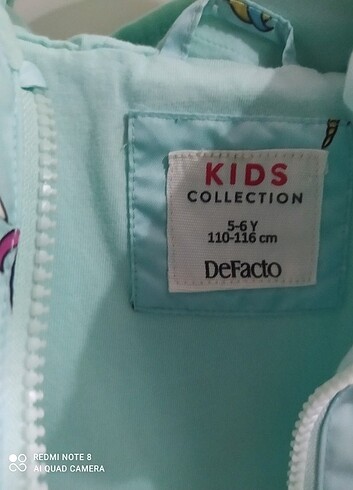 KIDS
COLLECTION
5-6 Y
110-116 cm
DeFacto
REDMI NOTE 8
AI QUAD CAMERA